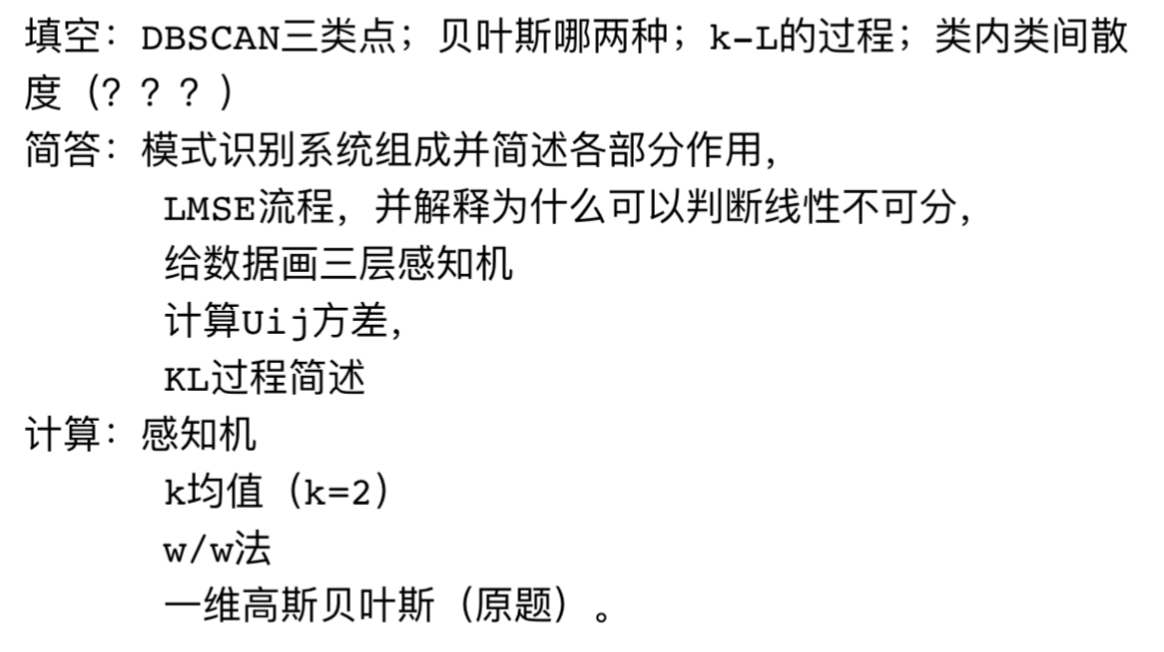 填空：DBSCAN三类点；贝叶斯哪两种；k-L的过程；类内类间散
度（？？？）
简答：模式识别系统组成并简述各部分作用，
LMSE流程，并解释为什么可以判断线性不可分，
给数据画三层感知机
计算Uij方差，
KL过程简述
计算：感知机
k均值（k=2）
w/w法
一维高斯贝叶斯（原题）。